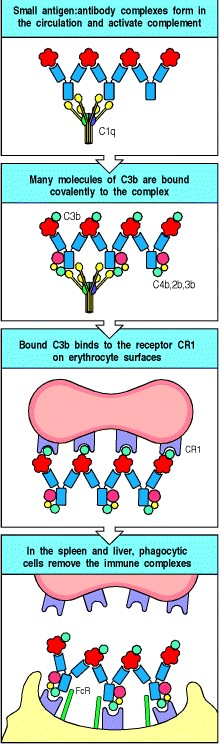 Small antigen:antibody complexes form in
the circulation and activate complement
C1q
Many molecules of C3b are bound
covalently to the complex
C3b
C4b,2b,3b
Bound C3b binds to the receptor CR1
on erythrocyte surfaces
CR1
In the spleen and liver, phagocytic
cells remove the immune complexes
FcR